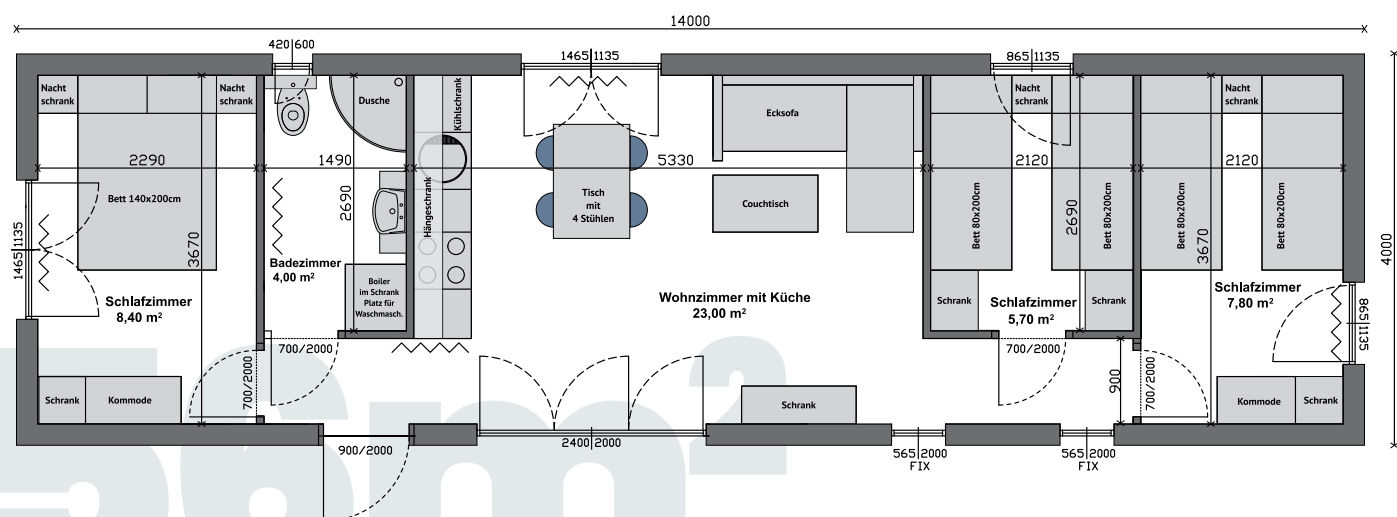 14000
420|600
1465|1135
865|1135
Nacht
schrank
Nacht
schrank
Dusche
Kühlschrank
Ecksofa
Nacht
schrank
Nacht
schrank
2290
1490
5330
2120
2120
4000
Bett 140x200cm
3670
2690
Hängeschrank
Tisch
mit
4 Stühlen
Couchtisch
Bett 80x200cm
2690
Bett 80x200cm
Bett 80x200cm
3670
Bett 80x200cm
1465|1135
Badezimmer
4,00 m²
Boiler
im Schrank
Platz für
Waschmasch.
Schlafzimmer
8,40 m²
Wohnzimmer mit Küche
23,00 m²
Schrank
Schlafzimmer
5,70 m²
Schrank
Schlafzimmer
7,80 m²
865|1135
700/2000
700/2000
700/2000
900
700/2000
Schrank
Kommode
Schrank
Kommode
Schrank
900/2000
2400|2000
565|2000
FIX
565|2000
FIX
56m²